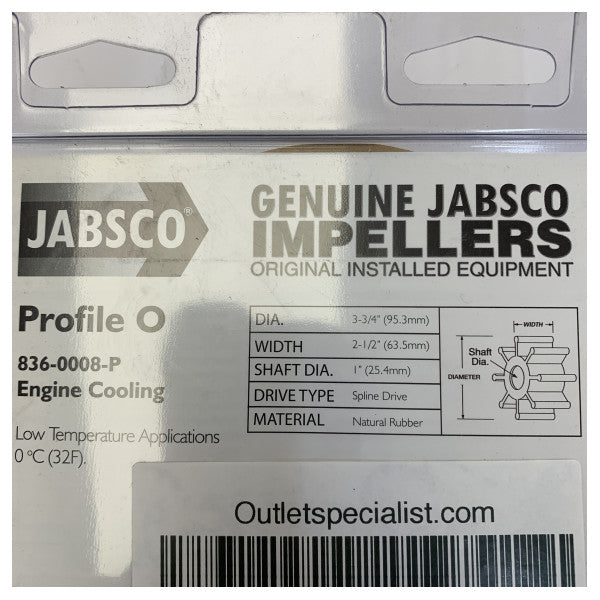 JABSCO®
GENUINE JABSCO
IMPELLERS
ORIGINAL INSTALLED EQUIPMENT
Profile O
836-0008-P
Engine Cooling
Low Temperature Applications
0 °C (32F).
DIA. 3-3/4" (95.3mm)
WIDTH 2-1/2" (63.5mm)
SHAFT DIA. 1" (25.4mm)
DRIVE TYPE Spline Drive
MATERIAL Natural Rubber
WIDTH
Shaft
Dia.
DIAMETER
Outletspecialist.com